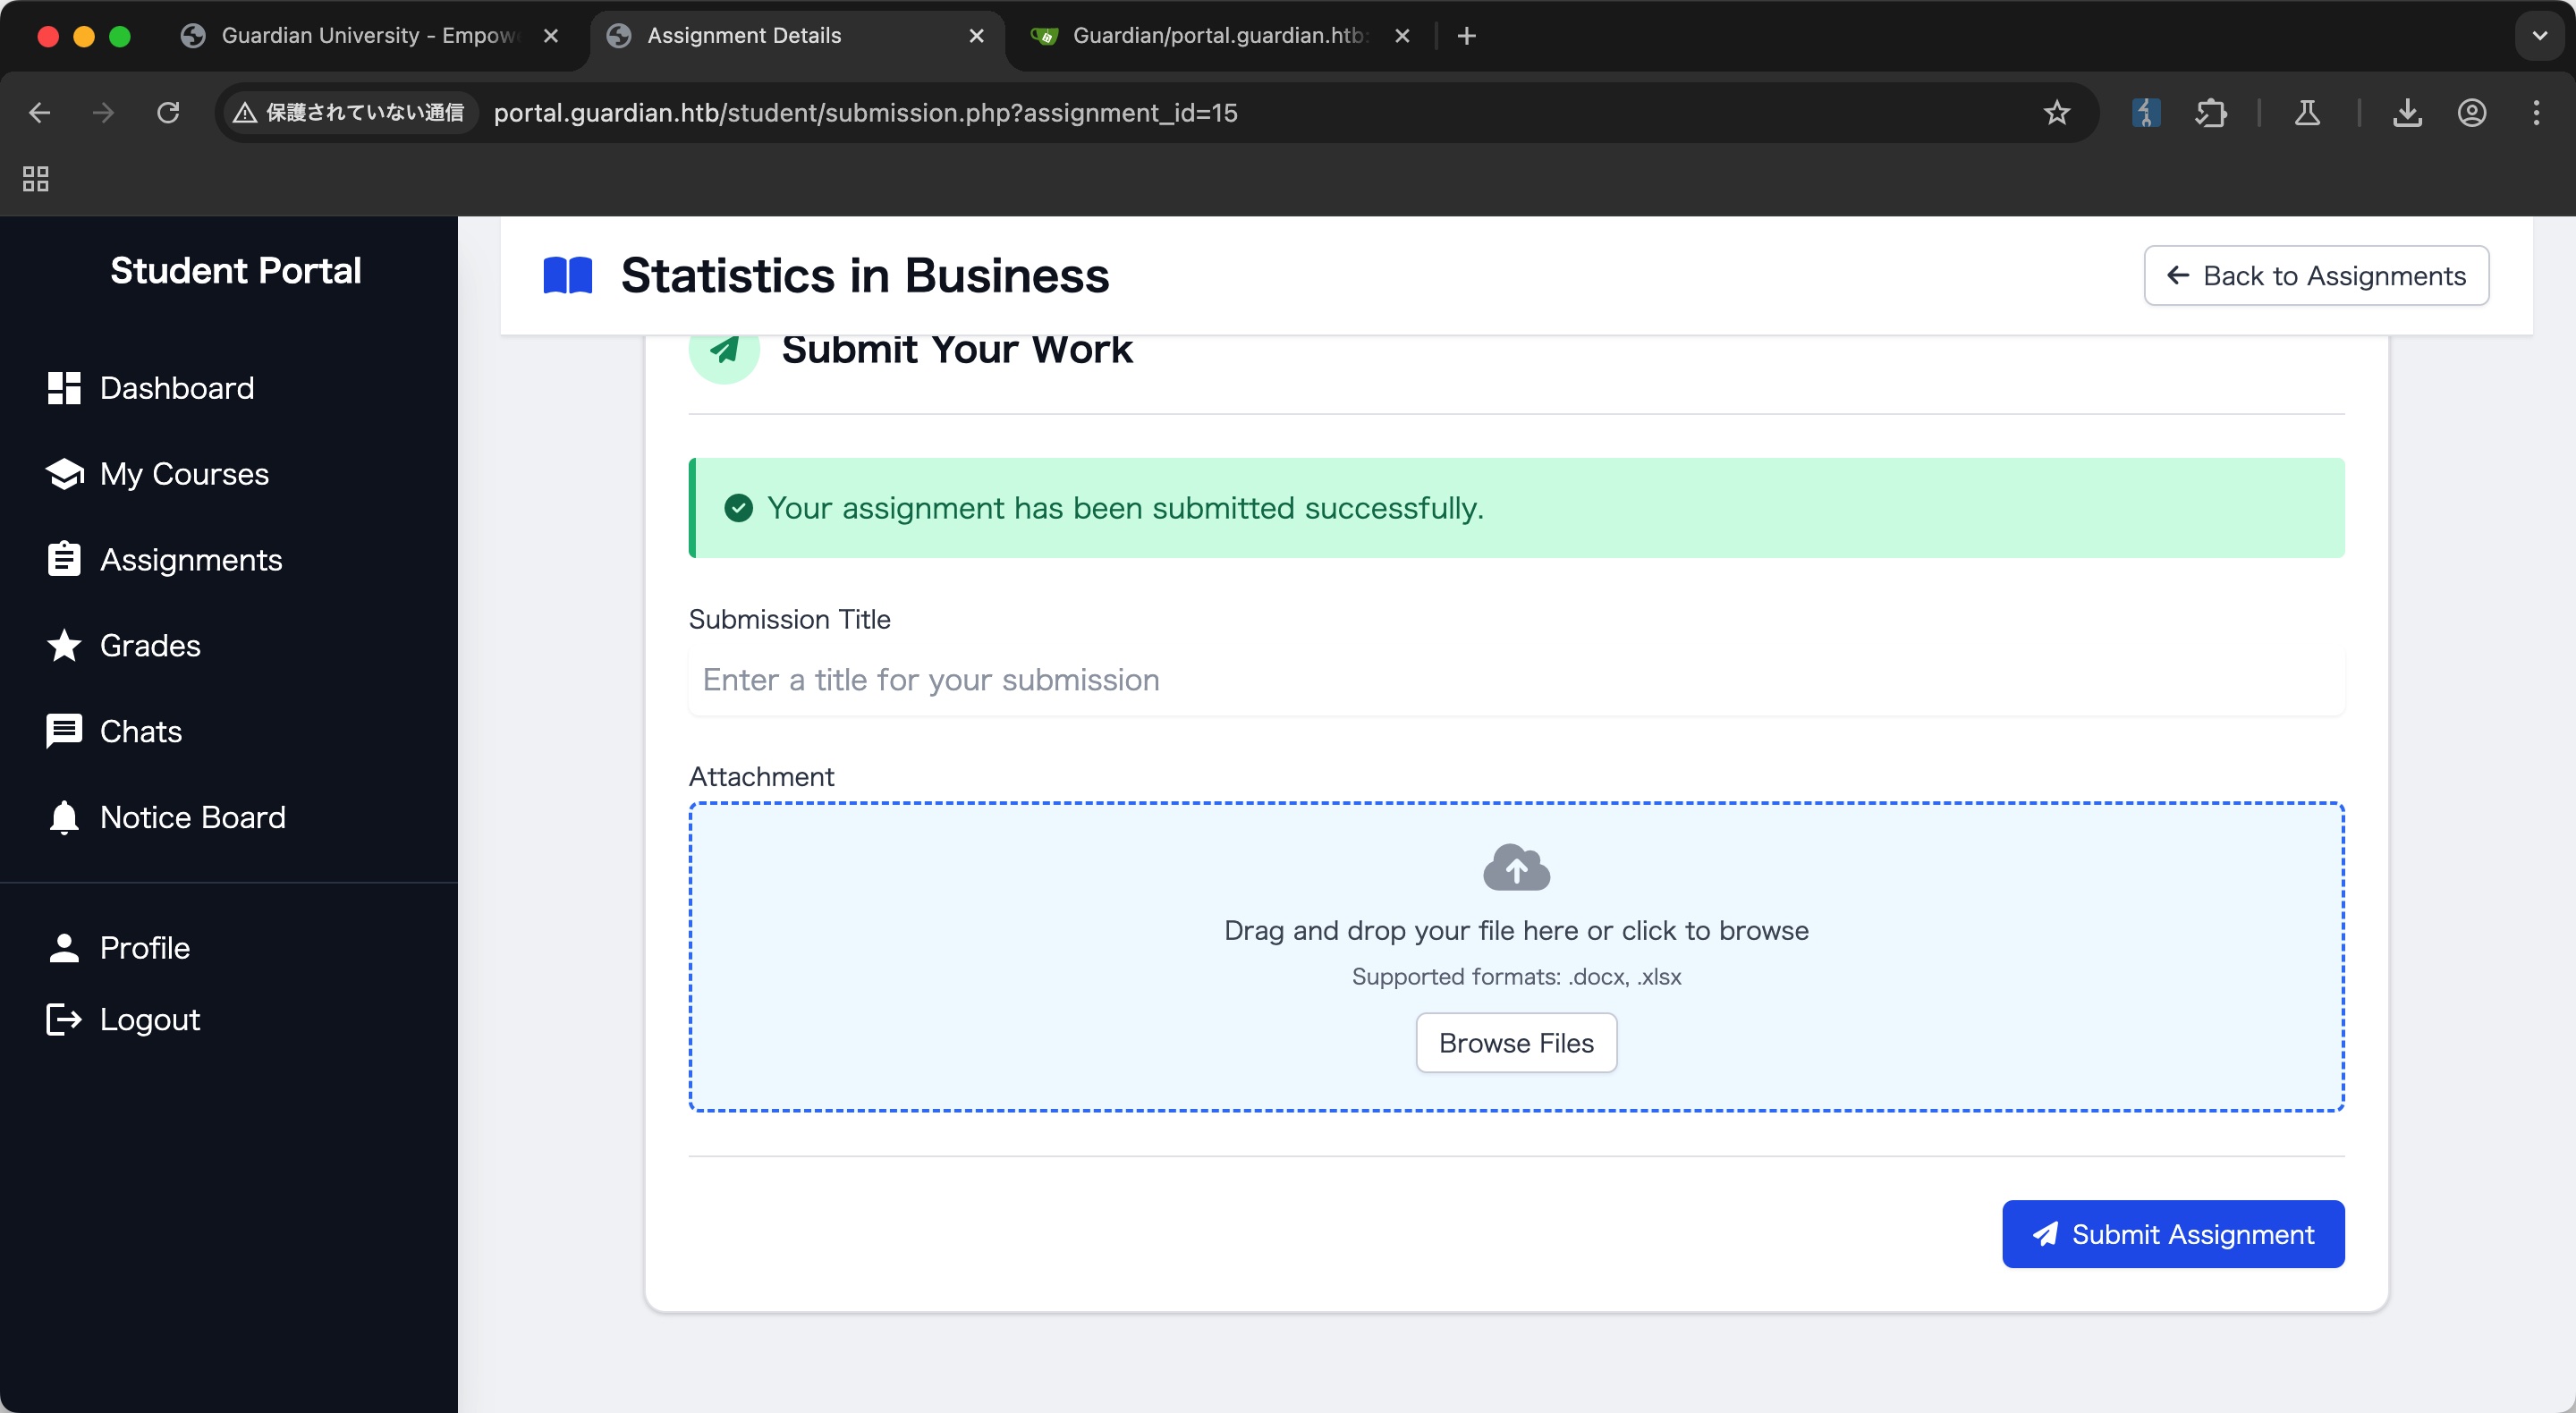 Guardian University - Empow
Assignment Details
Guardian/portal.guardian.htb:
保護されていない通信
portal.guardian.htb/student/submission.php?assignment_id=15
Student Portal
Dashboard
My Courses
Assignments
Grades
Chats
Notice Board
Profile
Logout
Statistics in Business
Back to Assignments
Submit Your Work
Your assignment has been submitted successfully.
Submission Title
Enter a title for your submission
Attachment
Drag and drop your file here or click to browse
Supported formats: .docx, .xlsx
Browse Files
Submit Assignment